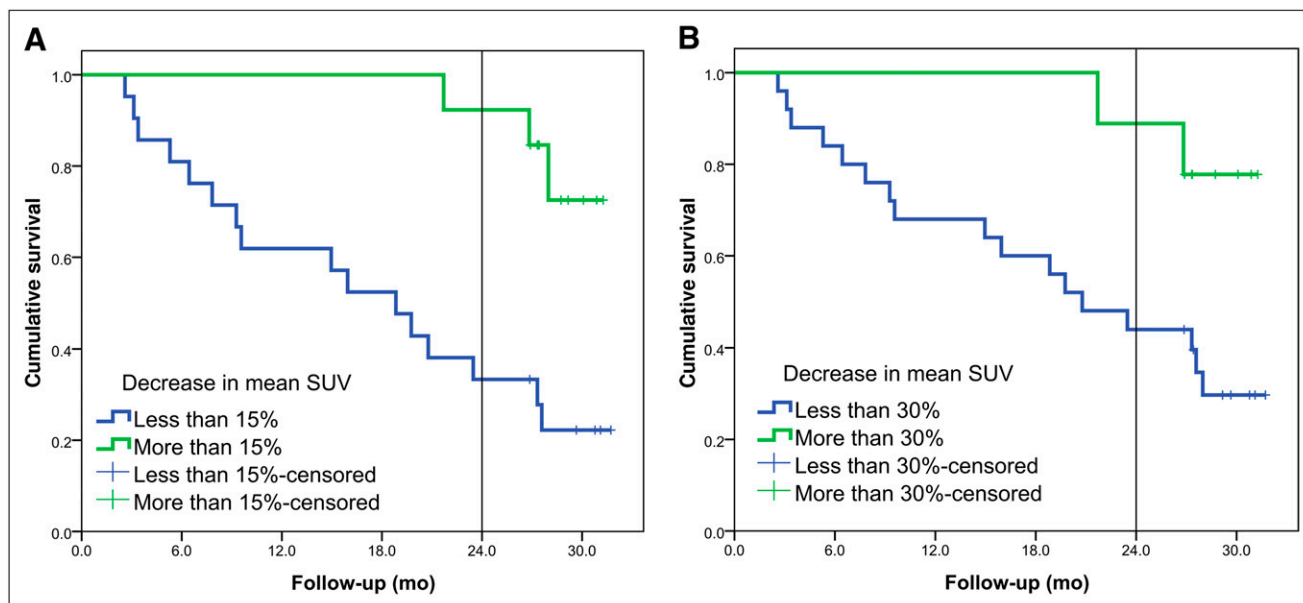 A
1.0
0.8
0.6
0.4
0.2
0.0
Cumulative survival
Decrease in mean SUV
Less than 15%
More than 15%
Less than 15%-censored
More than 15%-censored
0.0 6.0 12.0 18.0 24.0 30.0
Follow-up (mo)
B
1.0
0.8
0.6
0.4
0.2
0.0
Cumulative survival
Decrease in mean SUV
Less than 30%
More than 30%
Less than 30%-censored
More than 30%-censored
0.0 6.0 12.0 18.0 24.0 30.0
Follow-up (mo)